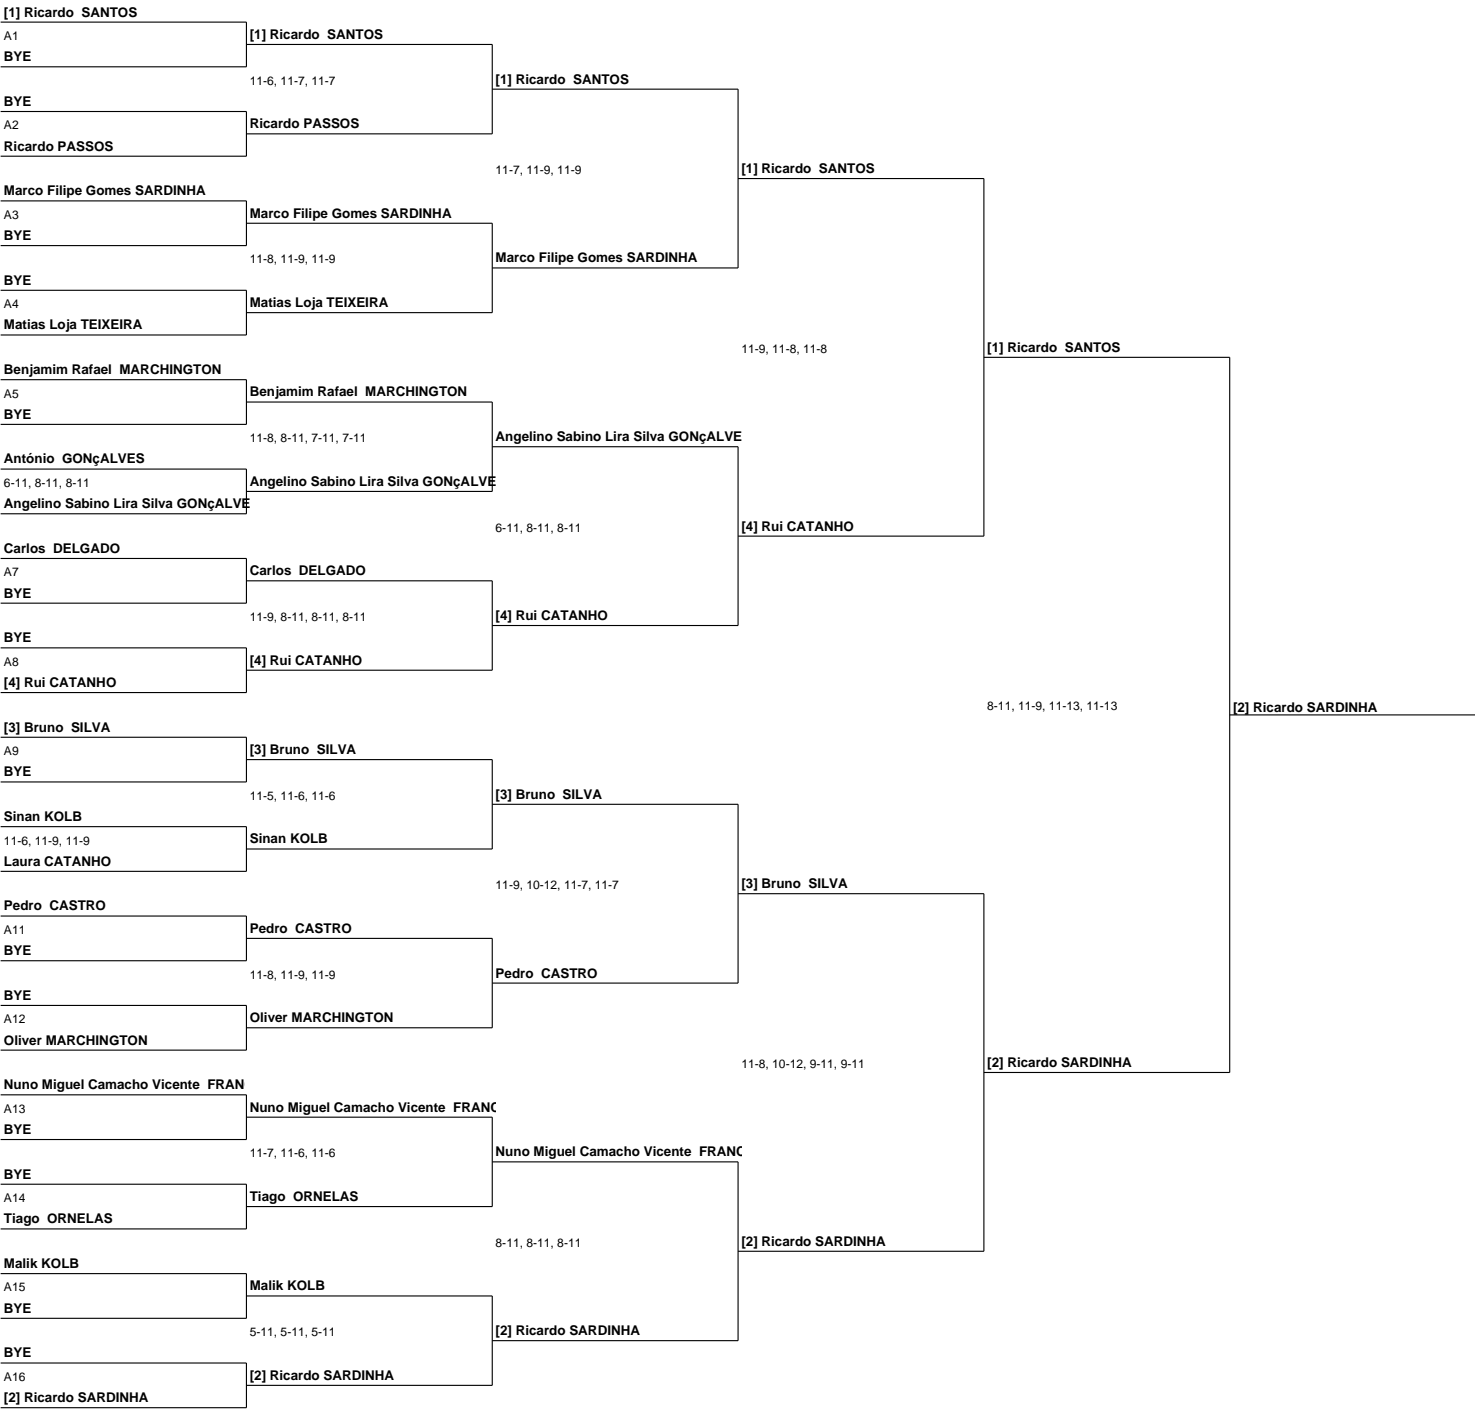 [1] Ricardo  SANTOS
A1
BYE
BYE
A2
Ricardo PASSOS
Marco Filipe Gomes SARDINHA
A3
BYE
BYE
A4
Matias Loja TEIXEIRA
Benjamim Rafael  MARCHINGTON
A5
BYE
António  GONçALVES
6-11, 8-11, 8-11
Angelino Sabino Lira Silva GONçALVE
Carlos  DELGADO
A7
BYE
BYE
A8
[4] Rui CATANHO
[3] Bruno  SILVA
A9
BYE
Sinan KOLB
11-6, 11-9, 11-9
Laura CATANHO
Pedro  CASTRO
A11
BYE
BYE
A12
Oliver MARCHINGTON
Nuno Miguel Camacho Vicente  FRAN
A13
BYE
BYE
A14
Tiago  ORNELAS
Malik KOLB
A15
BYE
BYE
A16
[2] Ricardo SARDINHA
[1] Ricardo  SANTOS
11-6, 11-7, 11-7
Ricardo PASSOS
Marco Filipe Gomes SARDINHA
11-8, 11-9, 11-9
Matias Loja TEIXEIRA
Benjamim Rafael  MARCHINGTON
11-8, 8-11, 7-11, 7-11
Angelino Sabino Lira Silva GONçALVE
Carlos  DELGADO
11-9, 8-11, 8-11, 8-11
[4] Rui CATANHO
[3] Bruno  SILVA
11-5, 11-6, 11-6
Sinan KOLB
Pedro  CASTRO
11-8, 11-9, 11-9
Oliver MARCHINGTON
Nuno Miguel Camacho Vicente  FRANC
11-7, 11-6, 11-6
Tiago  ORNELAS
Malik KOLB
5-11, 5-11, 5-11
[2] Ricardo SARDINHA
[1] Ricardo  SANTOS
11-7, 11-9, 11-9
Marco Filipe Gomes SARDINHA
Angelino Sabino Lira Silva GONçALVE
6-11, 8-11, 8-11
[4] Rui CATANHO
[3] Bruno  SILVA
11-9, 10-12, 11-7, 11-7
Pedro  CASTRO
Nuno Miguel Camacho Vicente  FRANC
8-11, 8-11, 8-11
[2] Ricardo SARDINHA
[1] Ricardo  SANTOS
11-9, 11-8, 11-8
[4] Rui CATANHO
[3] Bruno  SILVA
11-8, 10-12, 9-11, 9-11
[2] Ricardo SARDINHA
[1] Ricardo  SANTOS
8-11, 11-9, 11-13, 11-13
[2] Ricardo SARDINHA
[2] Ricardo SARDINHA